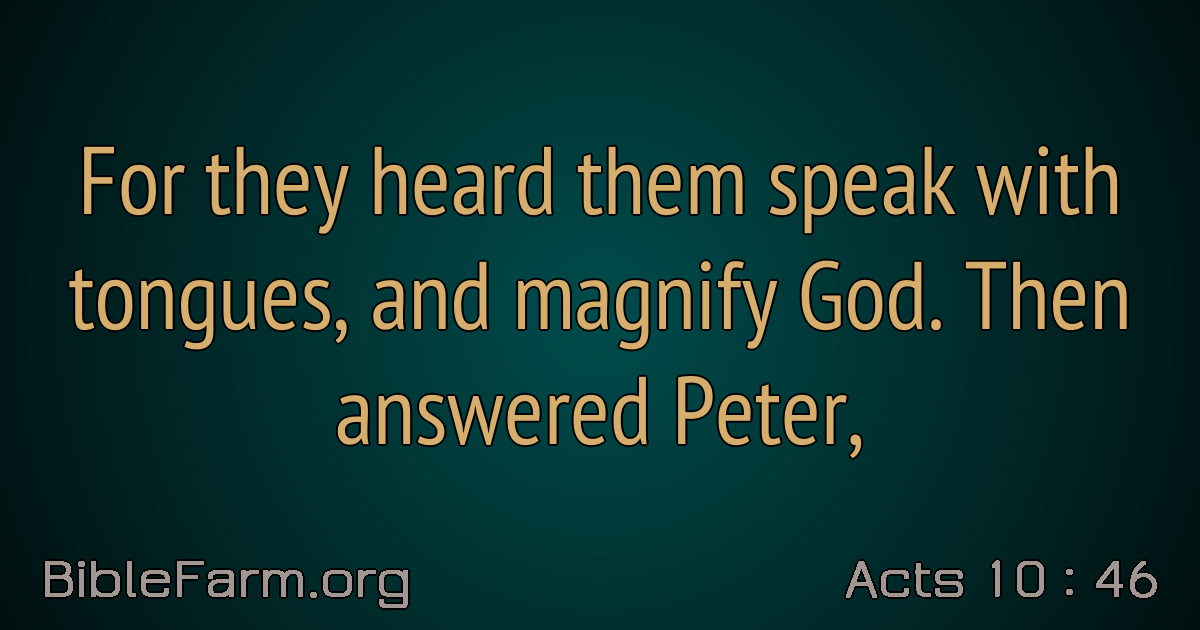 For they heard them speak with
tongues, and magnify God. Then
answered Peter,
BibleFarm.org
Acts 10 : 46